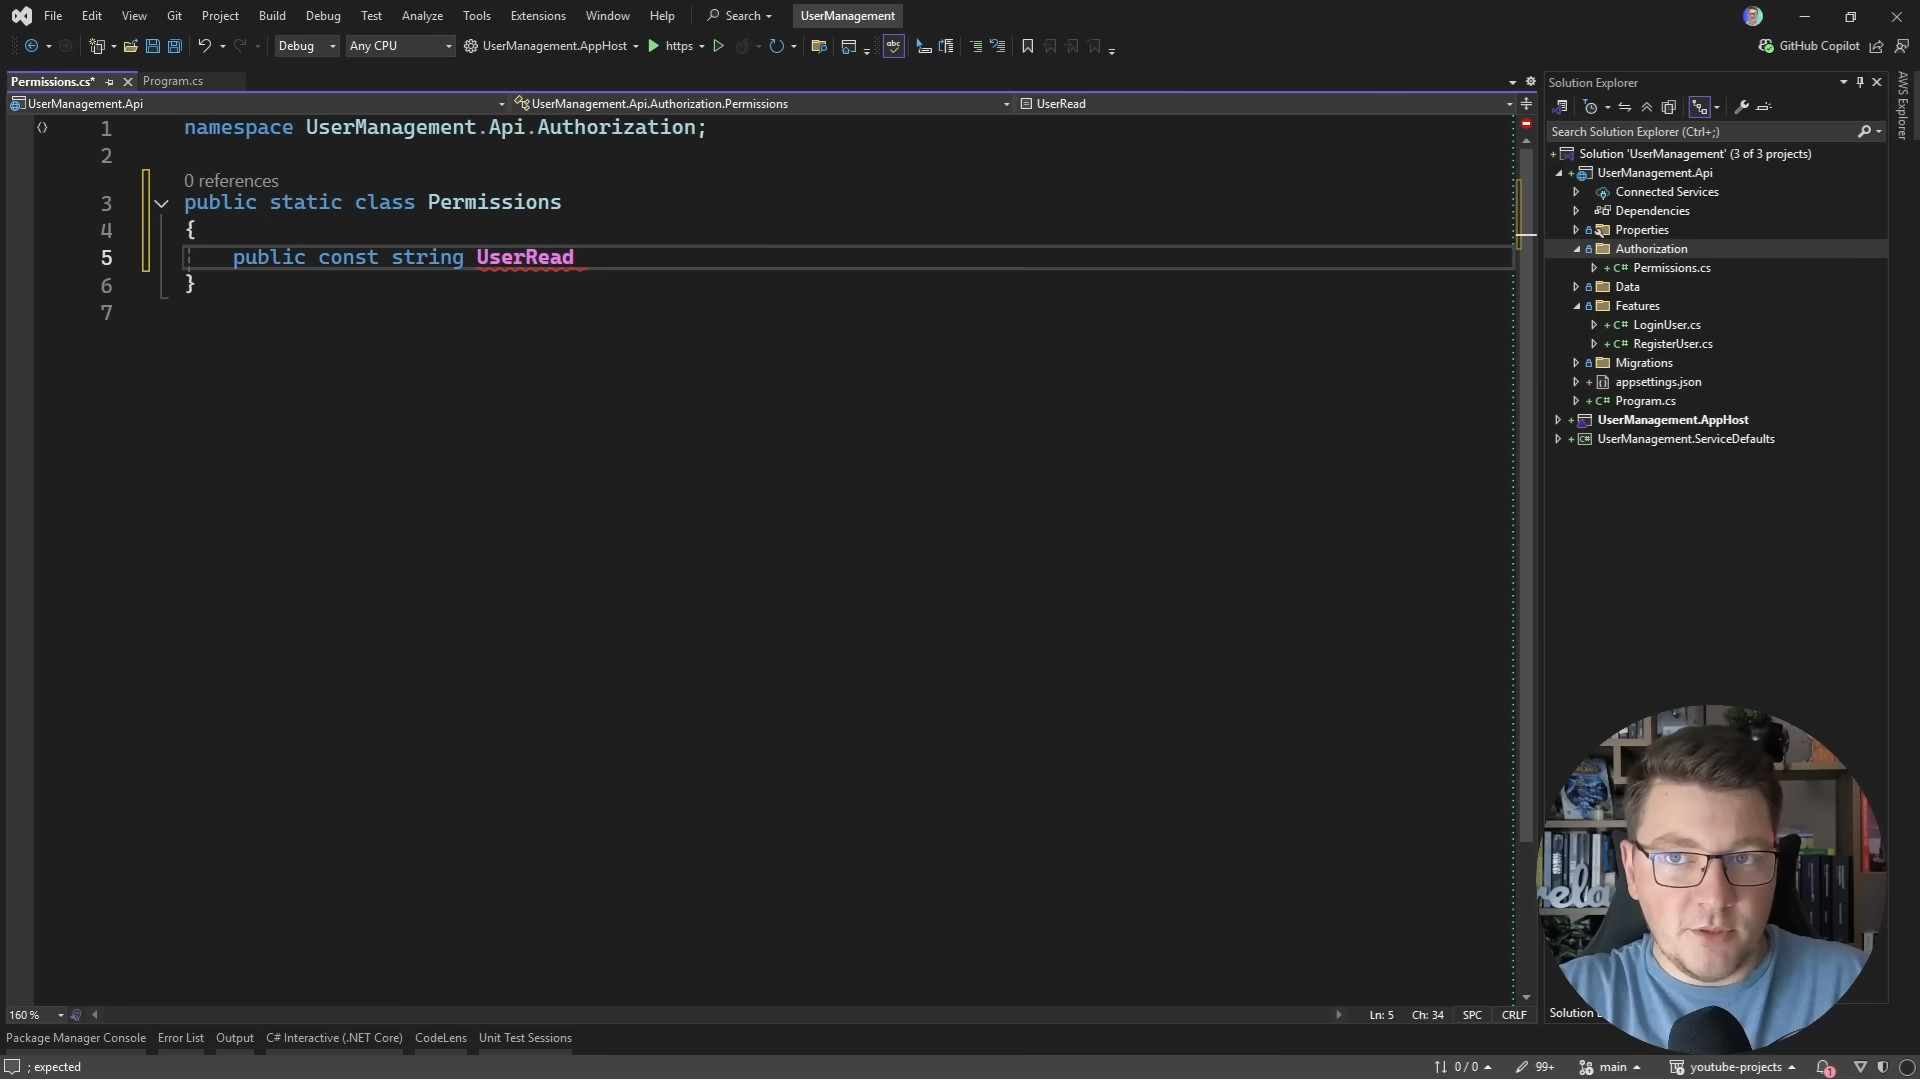 File Edit View Git Project Build Debug Test Analyze Tools Extensions Window Help Search UserManagement
Debug Any CPU UserManagement.AppHost https GitHub Copilot
Permissions.cs* Program.cs
UserManagement.Api UserManagement.Api.Authorization.Permissions UserRead
1 namespace UserManagement.Api.Authorization;
2
0 references
3 public static class Permissions
4 {
5 public const string UserRead
6 }
7
Solution Explorer
Search Solution Explorer (Ctrl+;)
Solution 'UserManagement' (3 of 3 projects)
UserManagement.Api
Connected Services
Dependencies
Properties
Authorization
C# Permissions.cs
Data
Features
C# LoginUser.cs
C# RegisterUser.cs
Migrations
appsettings.json
C# Program.cs
UserManagement.AppHost
UserManagement.ServiceDefaults
AWS Explorer
160 % Ln: 5 Ch: 34 SPC CRLF
Solution
Package Manager Console Error List Output C# Interactive (.NET Core) CodeLens Unit Test Sessions
; expected 0 / 0 99+ main youtube-projects 1